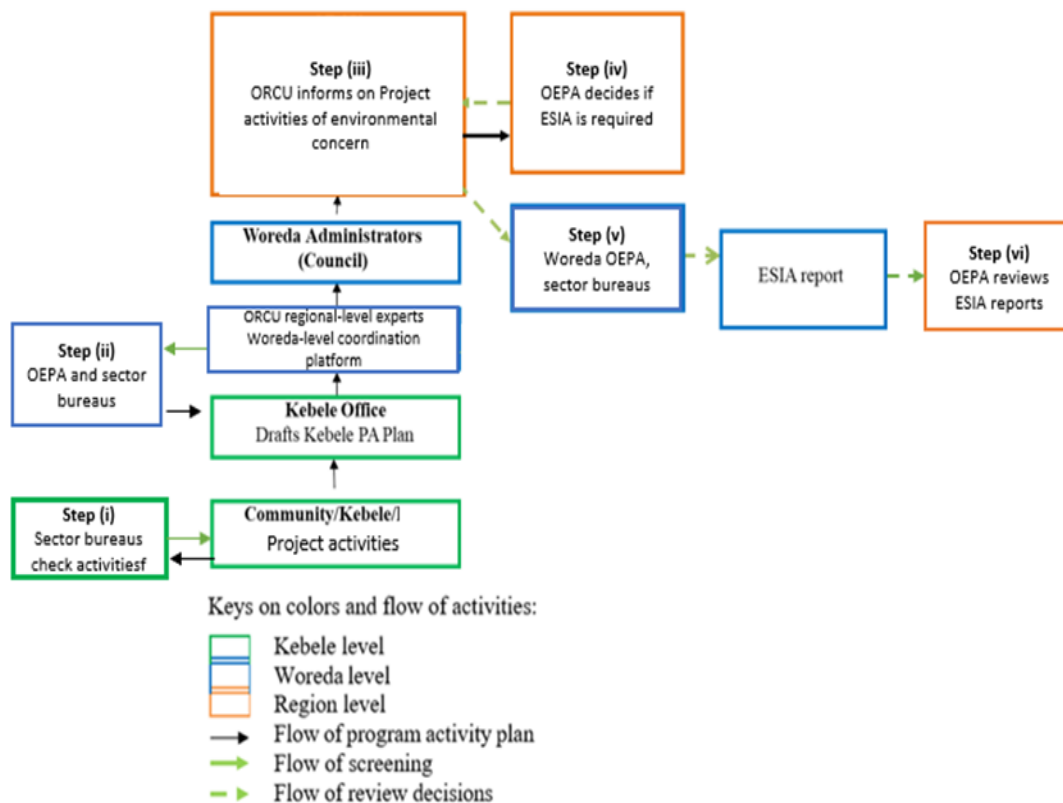 Step (iii)
ORCU informs on Project
activities of environmental
concern
Step (iv)
OEPA decides if
ESIA is required
Woreda Administrators
(Council)
Step (v)
Woreda OEPA,
sector bureaus
ESIA report
Step (vi)
OEPA reviews
ESIA reports
ORCU regional-level experts
Woreda-level coordination
platform
Step (ii)
OEPA and sector
bureaus
Kebele Office
Drafts Kebele PA Plan
Step (i)
Sector bureaus
check activitiesf
Community/Kebele/
Project activities
Keys on colors and flow of activities:
Kebele level
Woreda level
Region level
Flow of program activity plan
Flow of screening
Flow of review decisions